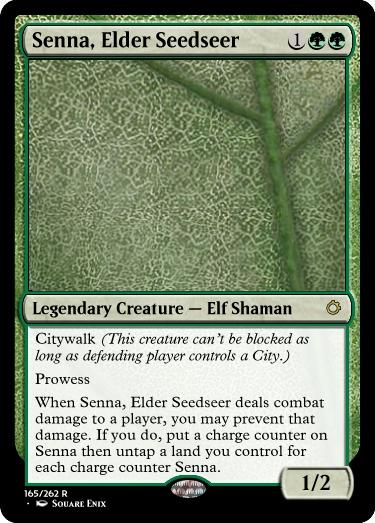 Senna, Elder Seedseer 1
Legendary Creature — Elf Shaman
Citywalk (This creature can't be blocked as
long as defending player controls a City.)
Prowess
When Senna, Elder Seedseer deals combat
damage to a player, you may prevent that
damage. If you do, put a charge counter on
Senna then untap a land you control for
each charge counter Senna.
1/2
165/262 R
· SQUARE ENIX